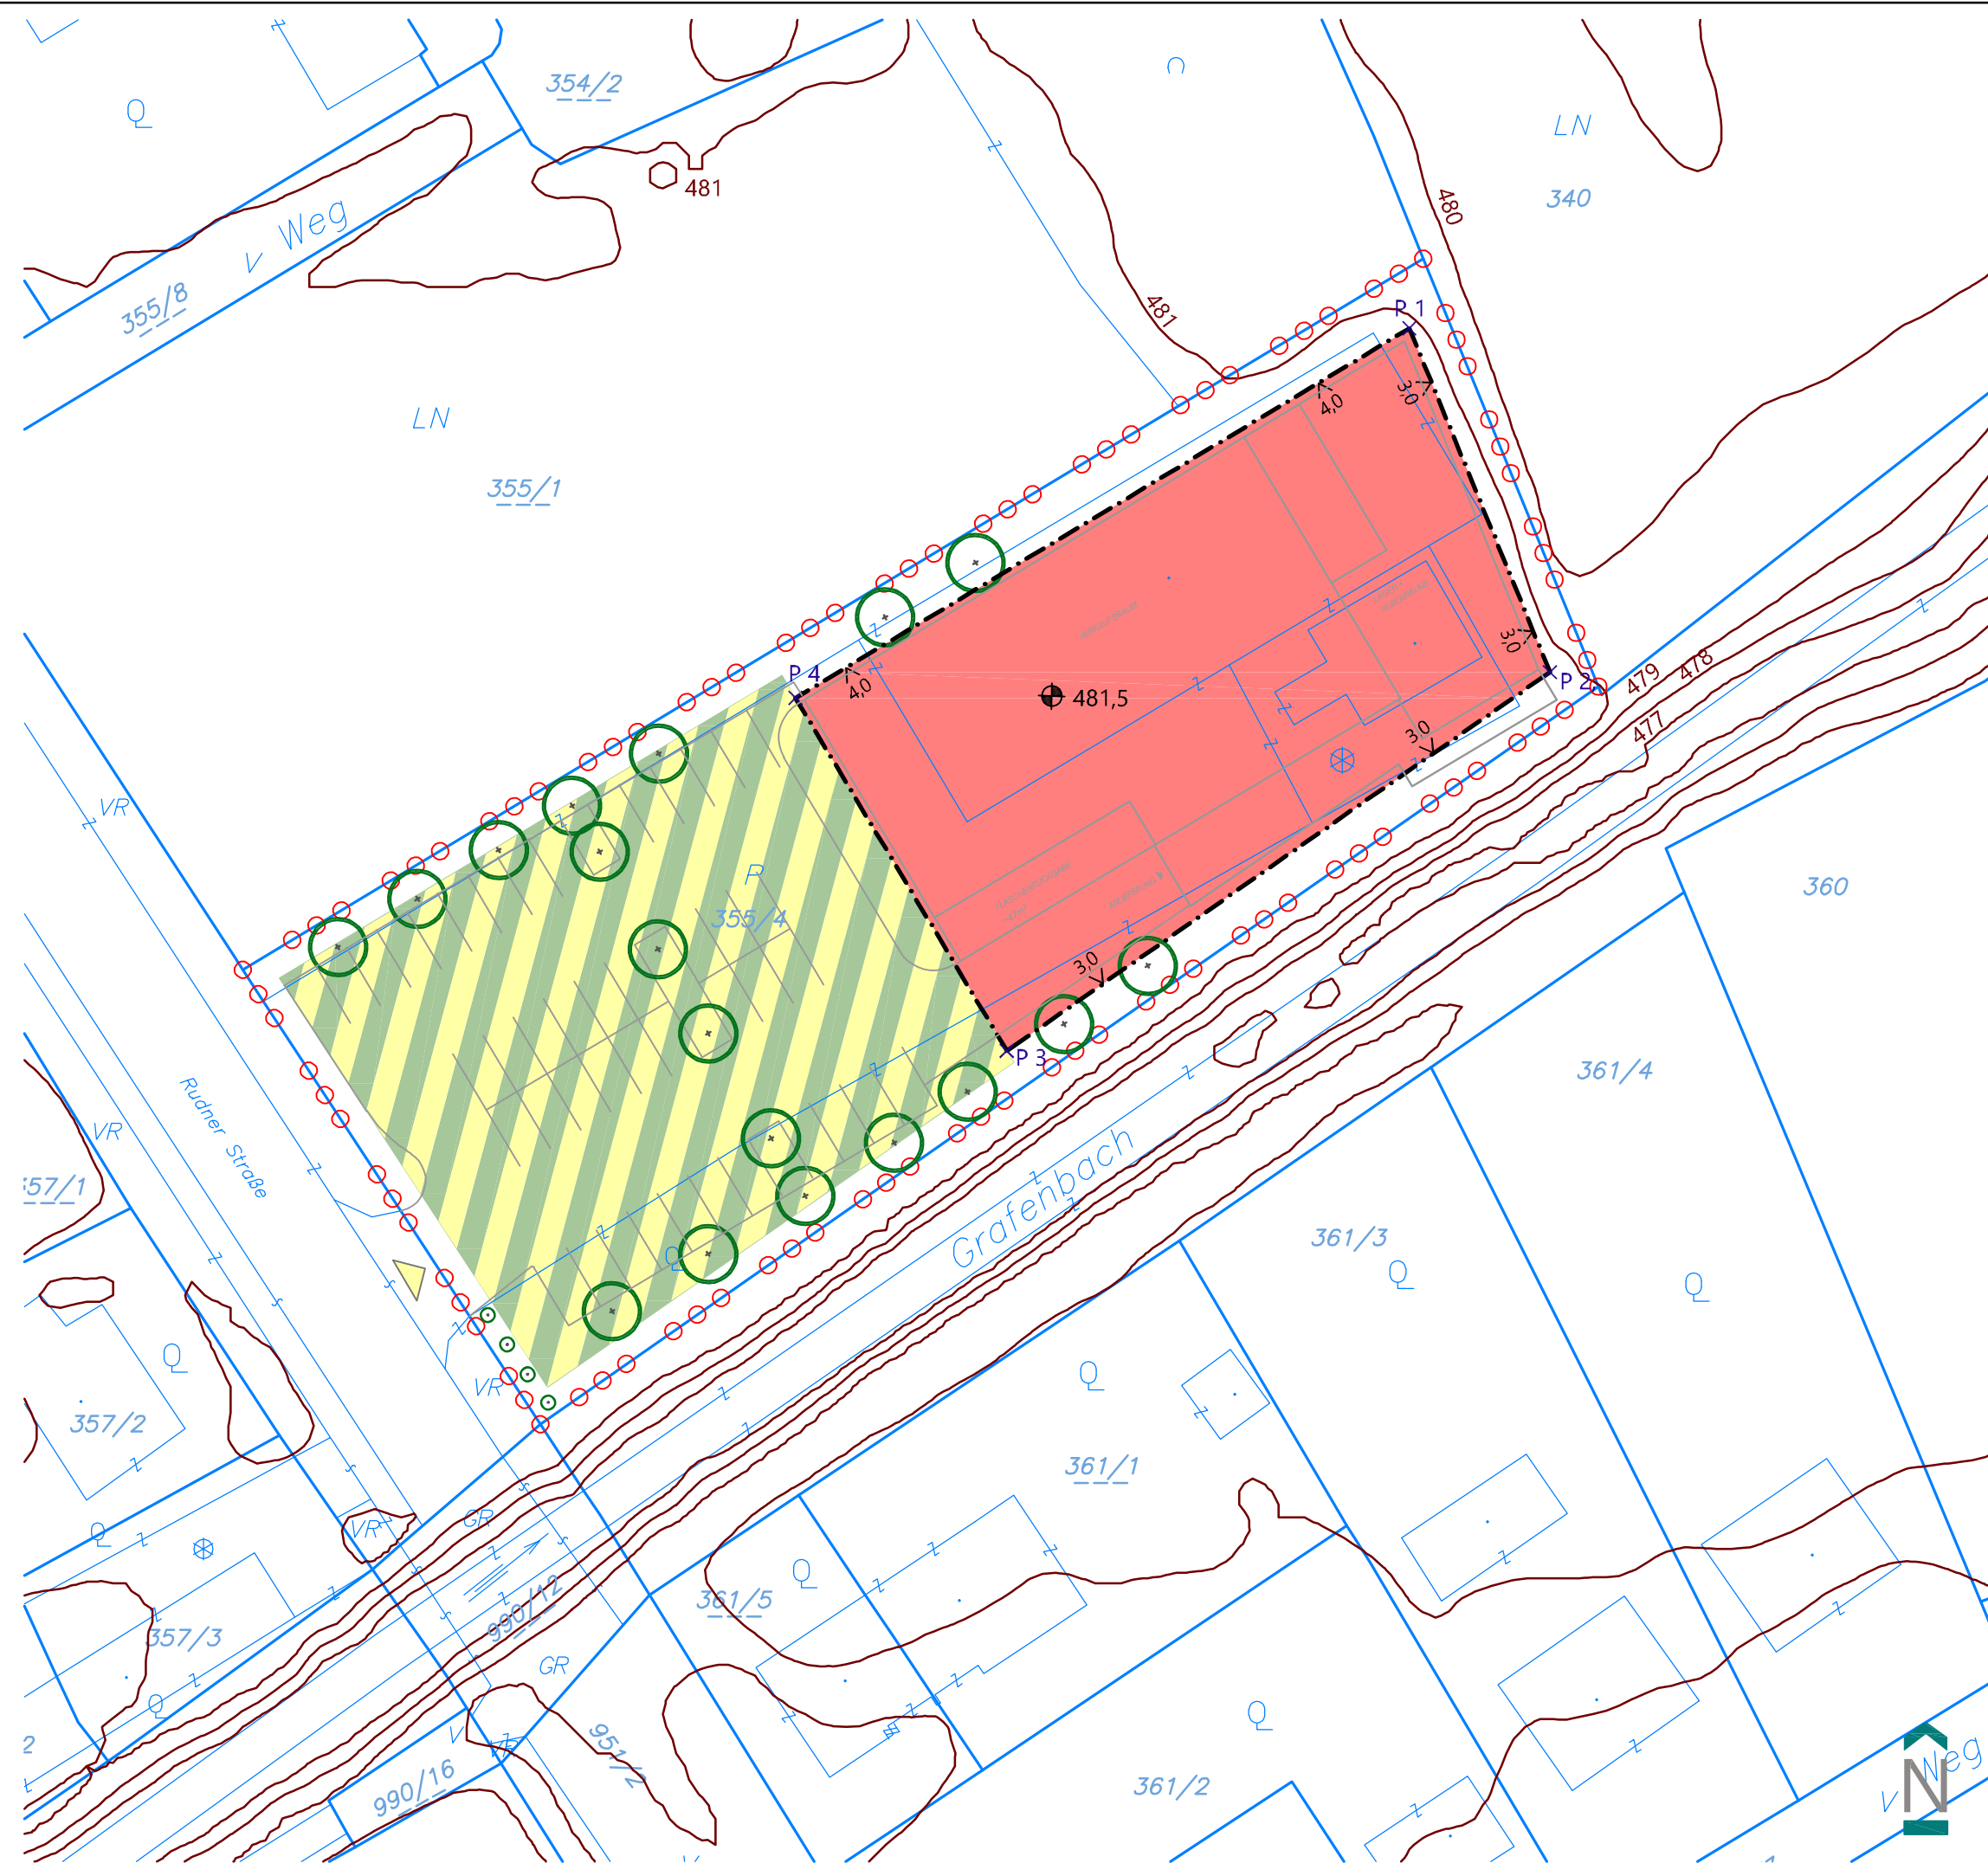 354/2
Q
LN
340
481
480
v Weg
355/8
481
P 1
3,0
4,0
LN
355/1
3,0
P 4
4,0
P 2
481,5
479
478
477
3,0
VR
P
355/4
360
3,0
P 3
361/4
Rudner Straße
VR
357/1
Grafenbach
361/3
Q
Q
Q
Q
Q
VR
357/2
361/1
Q
VR
GR
Q
990/12
361/5
357/3
GR
Q
Q
951/2
V
VR
2
990/16
361/2
V Weg
N